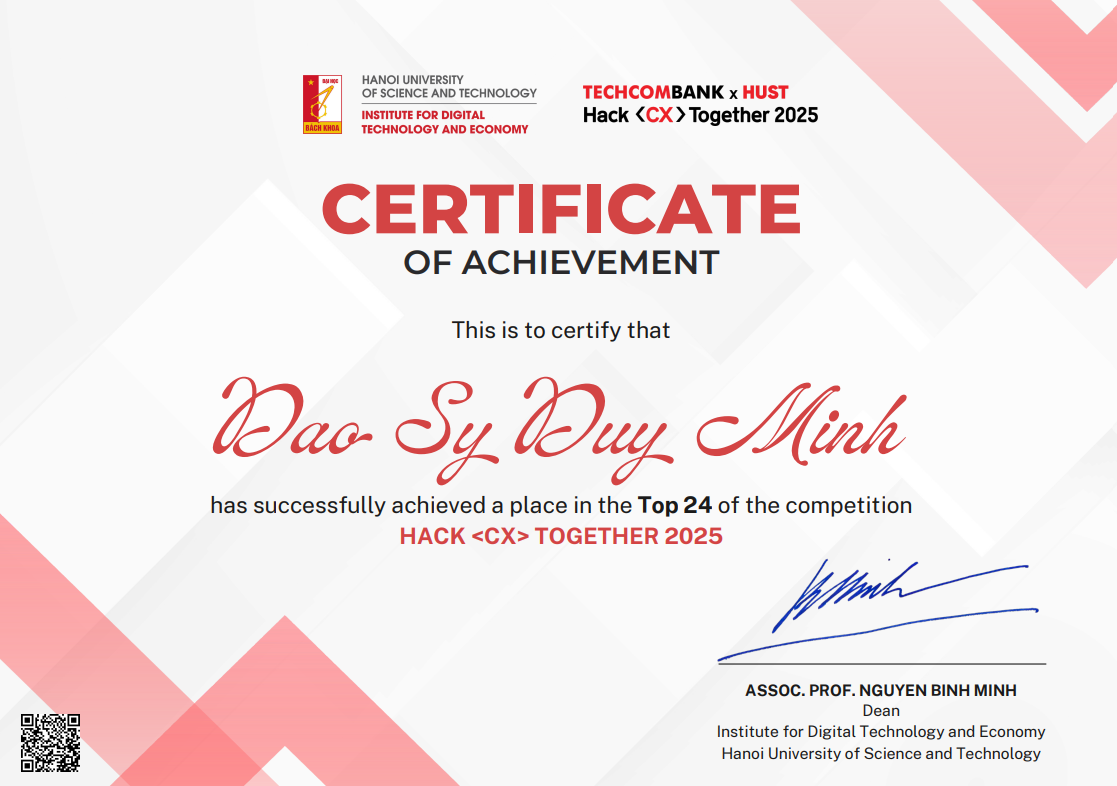 ĐẠI HỌC
BÁCH KHOA
HANOI UNIVERSITY
OF SCIENCE AND TECHNOLOGY
INSTITUTE FOR DIGITAL
TECHNOLOGY AND ECONOMY
TECHCOMBANK x HUST
Hack <CX> Together 2025
CERTIFICATE
OF ACHIEVEMENT
This is to certify that
Dao Sy Duy Minh
has successfully achieved a place in the Top 24 of the competition
HACK <CX> TOGETHER 2025
ASSOC. PROF. NGUYEN BINH MINH
Dean
Institute for Digital Technology and Economy
Hanoi University of Science and Technology